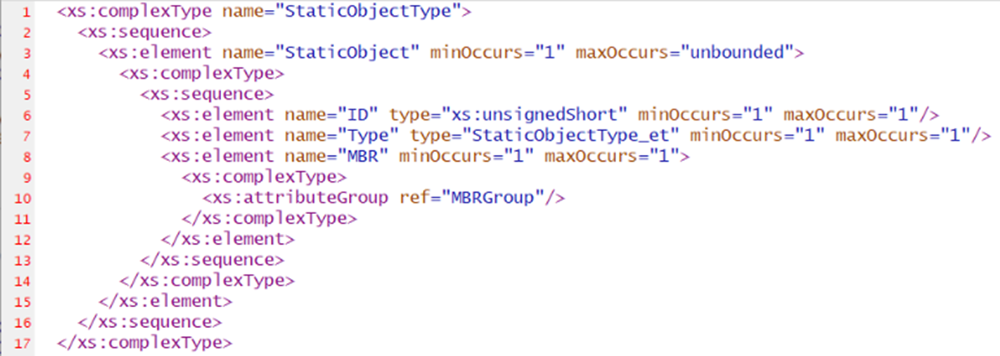 1 <xs:complexType name="StaticObjectType">
2 <xs:sequence>
3 <xs:element name="StaticObject" minOccurs="1" maxOccurs="unbounded">
4 <xs:complexType>
5 <xs:sequence>
6 <xs:element name="ID" type="xs:unsignedShort" minOccurs="1" maxOccurs="1"/>
7 <xs:element name="Type" type="StaticObjectType_et" minOccurs="1" maxOccurs="1"/>
8 <xs:element name="MBR" minOccurs="1" maxOccurs="1">
9 <xs:complexType>
10 <xs:attributeGroup ref="MBRGroup"/>
11 </xs:complexType>
12 </xs:element>
13 </xs:sequence>
14 </xs:complexType>
15 </xs:element>
16 </xs:sequence>
17 </xs:complexType>